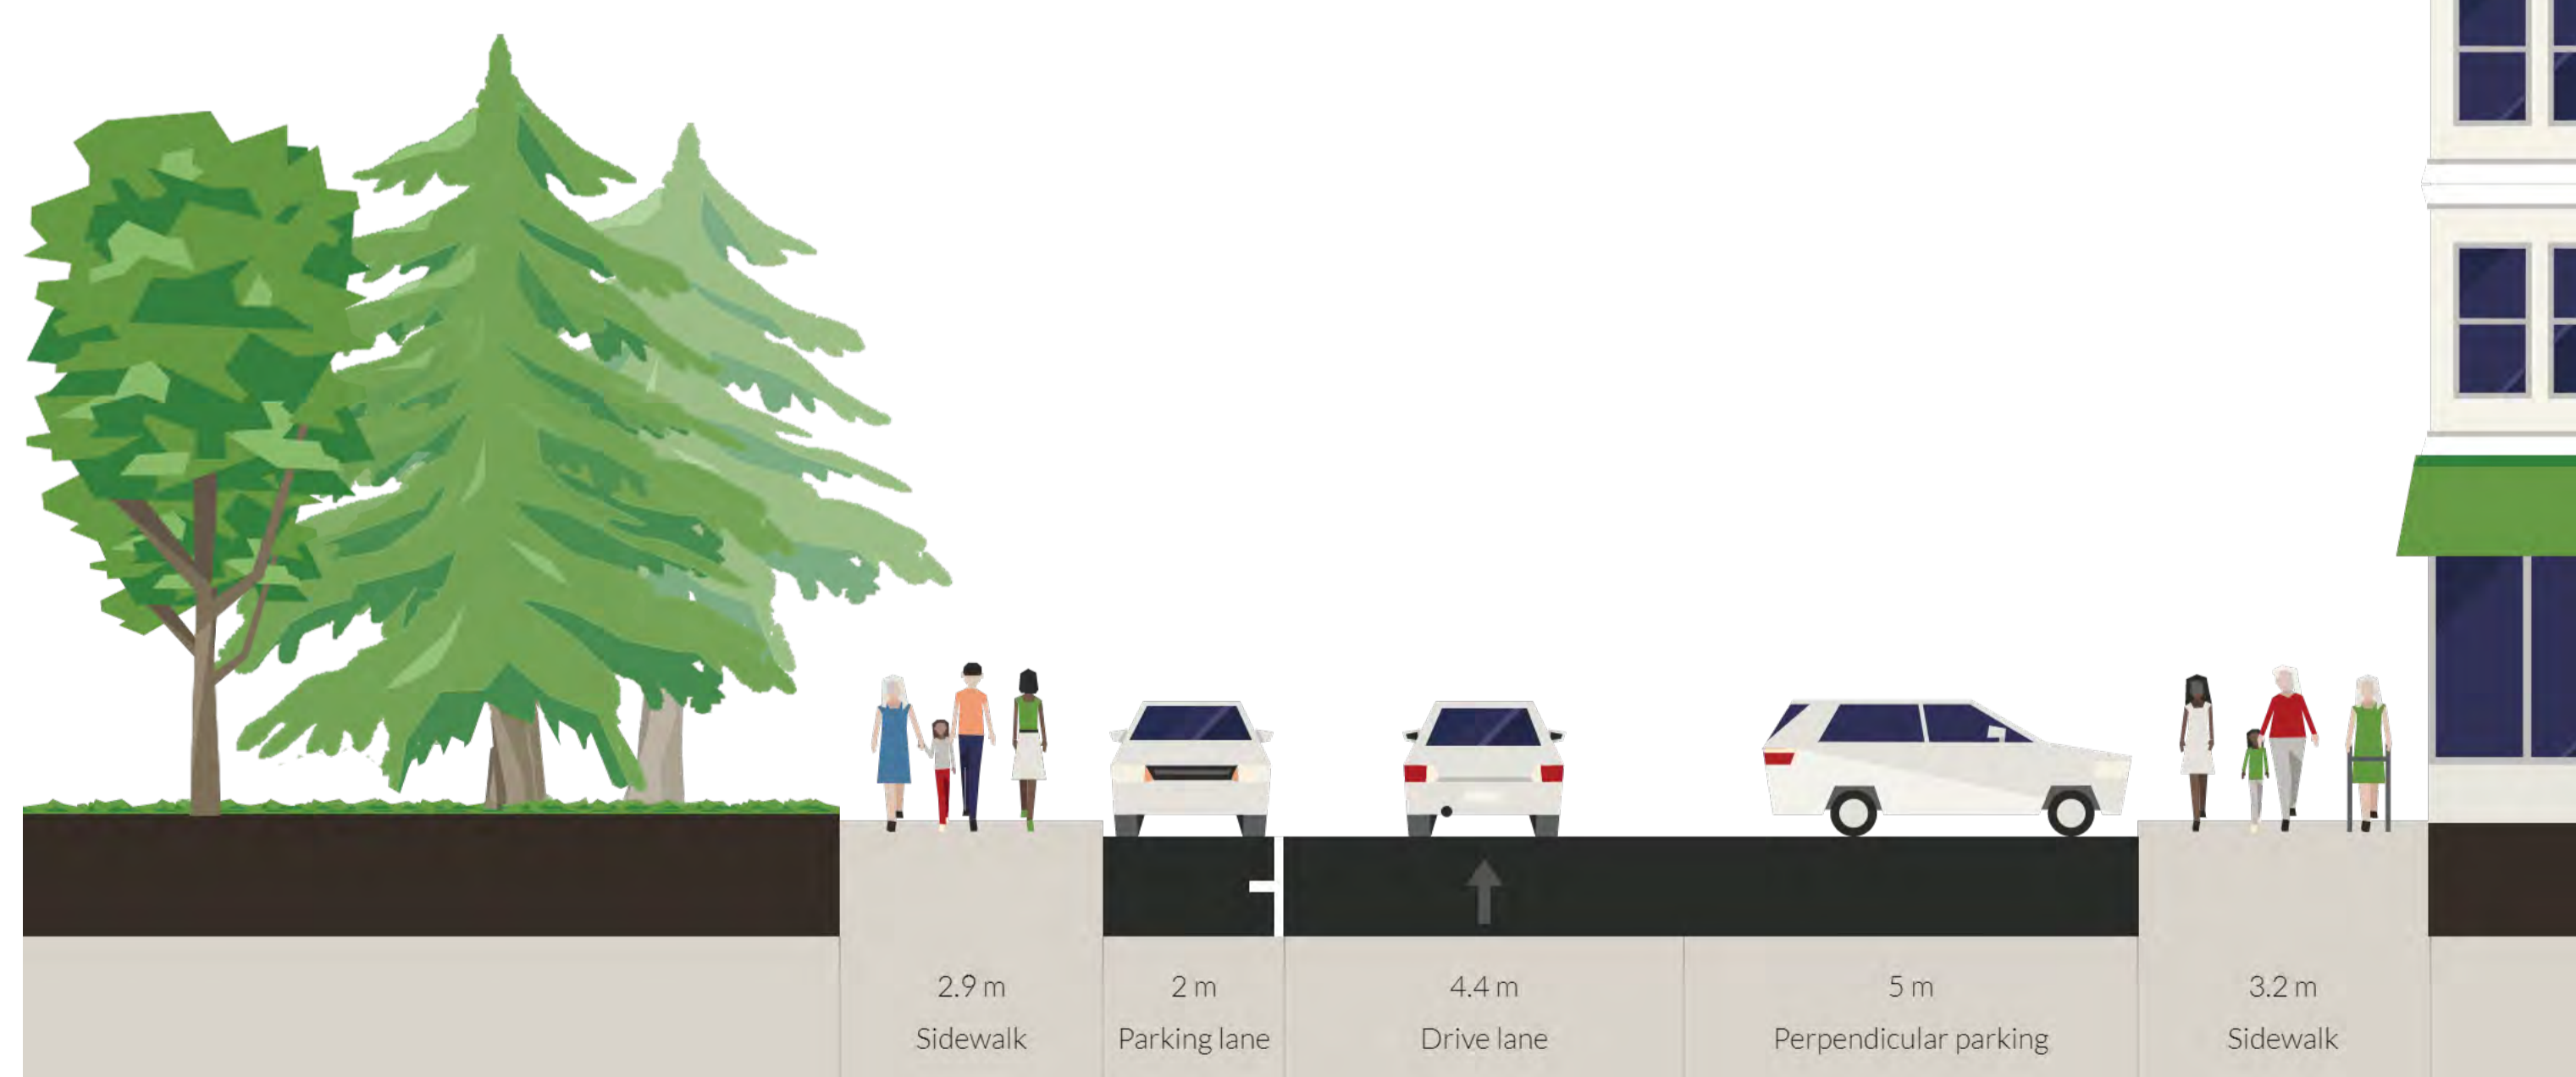 2.9 m
Sidewalk
2 m
Parking lane
4.4 m
Drive lane
5 m
Perpendicular parking
3.2 m
Sidewalk